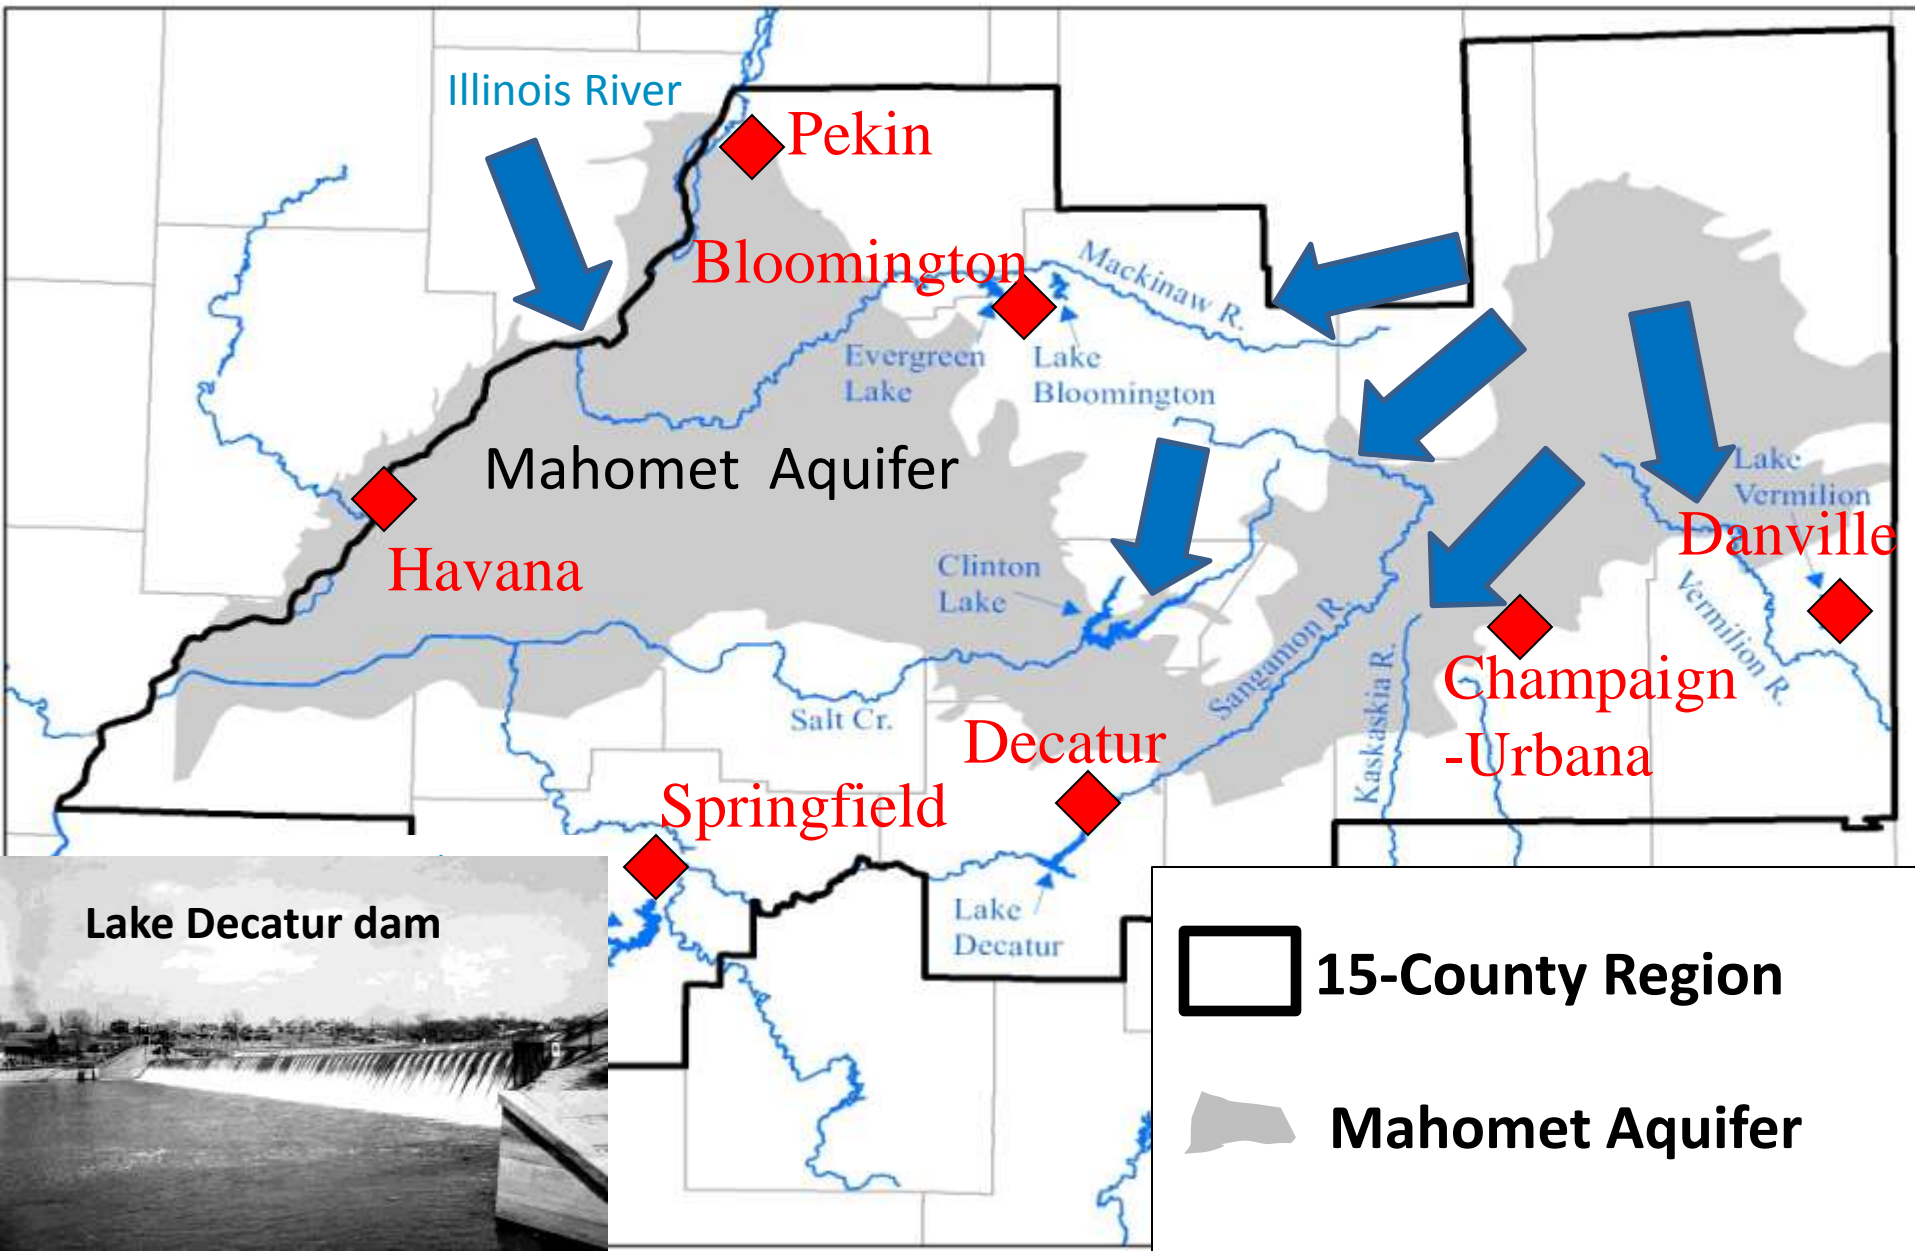 Illinois River
Pekin
Bloomington
Mackinaw R.
Evergreen
Lake
Lake
Bloomington
Mahomet Aquifer
Lake
Vermilion
Danville
Havana
Clinton
Lake
Sangamon R.
Vermilion R.
Kaskaskia R.
Champaign
-Urbana
Salt Cr.
Decatur
Springfield
Lake
Decatur
Lake Decatur dam
15-County Region
Mahomet Aquifer